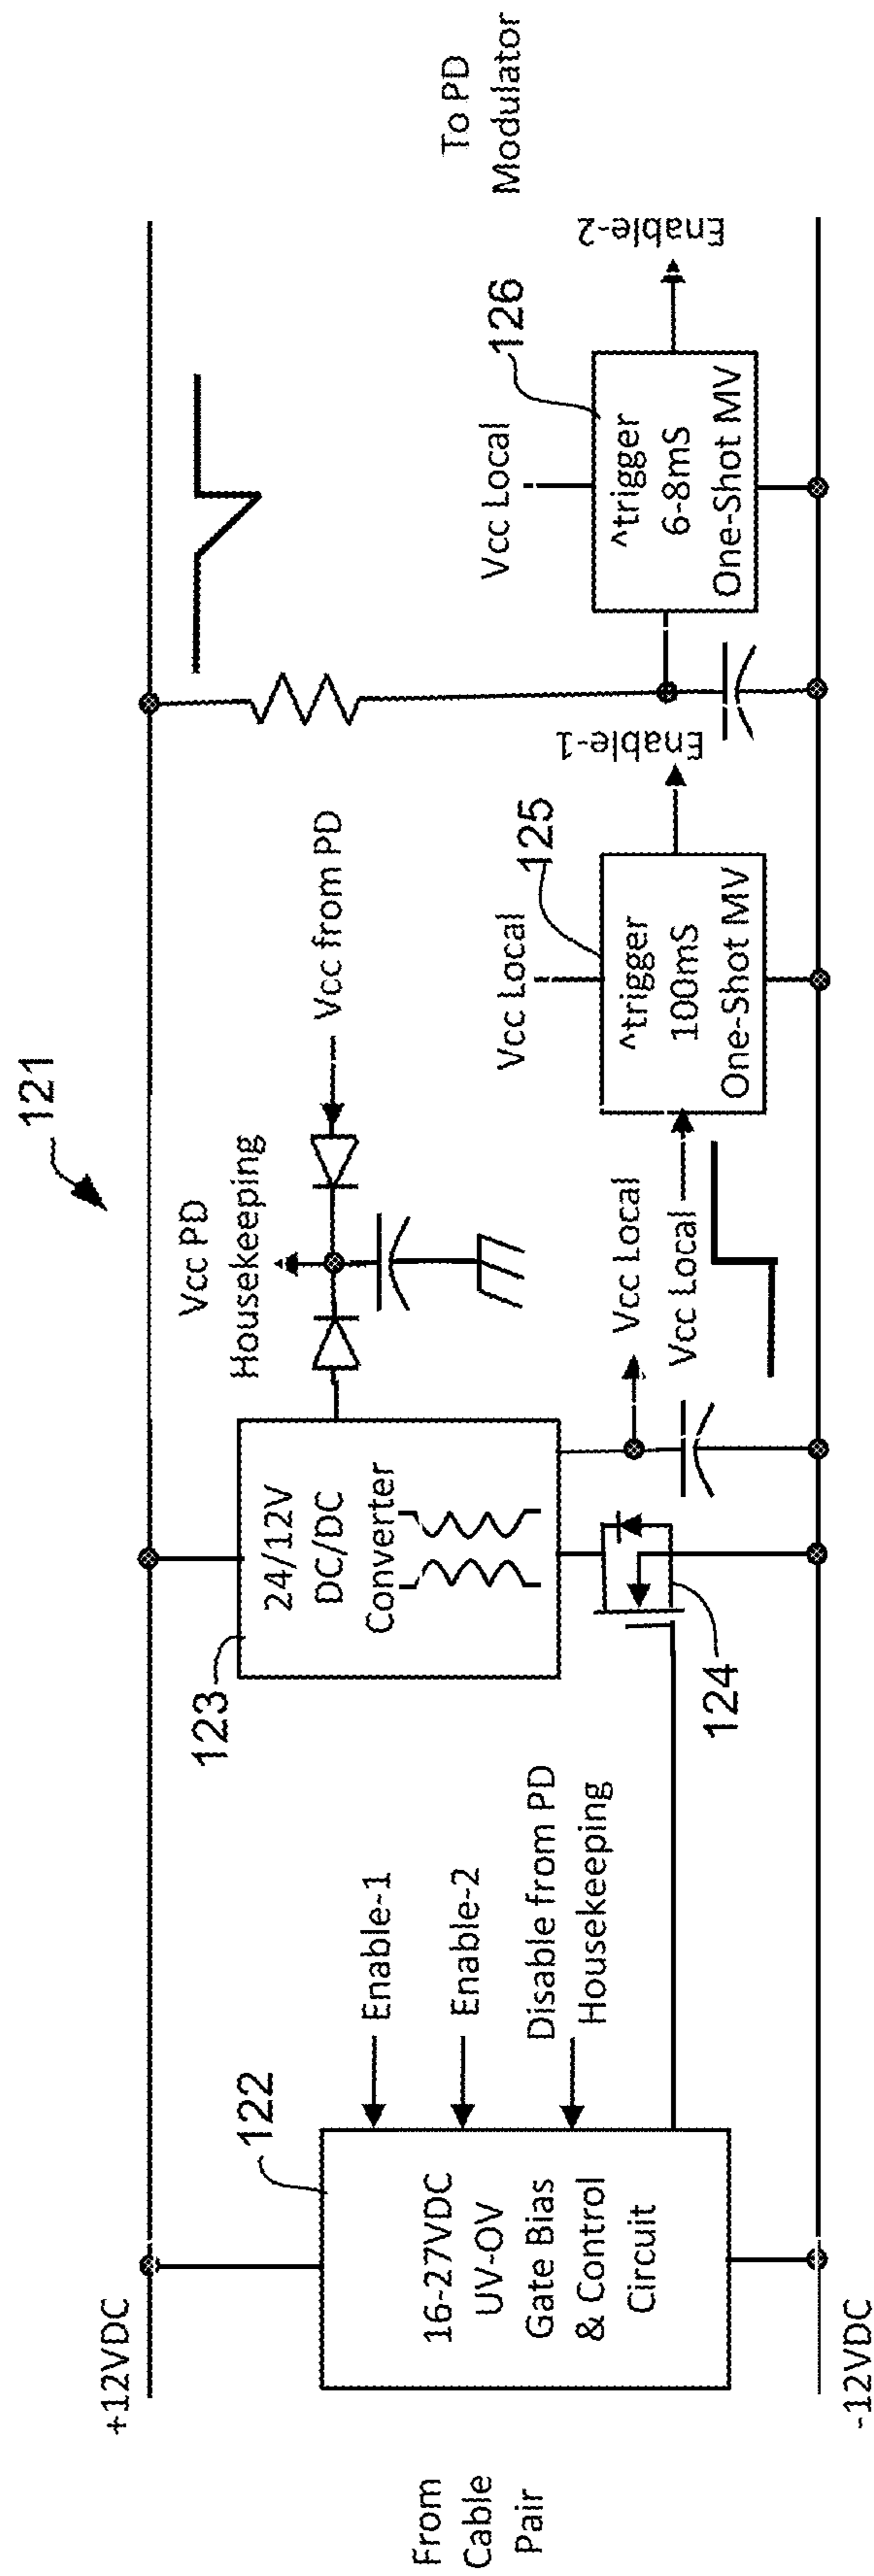 121
+12VDC
-12VDC
From
Cable
Pair
122
16-27VDC
UV-OV
Gate Bias
& Control
Circuit
Enable-1
Enable-2
Disable from PD
Housekeeping
123
24/12V
DC/DC
Converter
124
Vcc PD
Housekeeping
Vcc from PD
Vcc Local
Vcc Local
Vcc Local
125
^trigger
100mS
One-Shot MV
Enable-1
Vcc Local
126
^trigger
6-8mS
One-Shot MV
Enable-2
To PD
Modulator